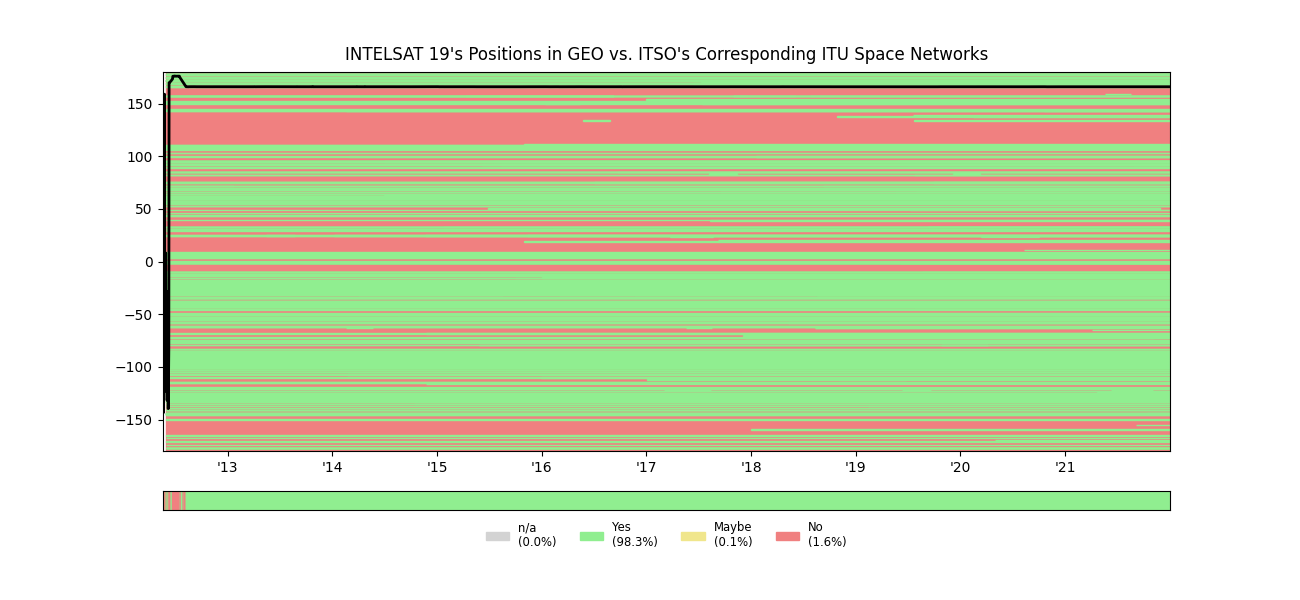 INTELSAT 19's Positions in GEO vs. ITSO's Corresponding ITU Space Networks
150
100
50
0
−50
−100
−150
'13 '14 '15 '16 '17 '18 '19 '20 '21
n/a Yes Maybe No
(0.0%) (98.3%) (0.1%) (1.6%)